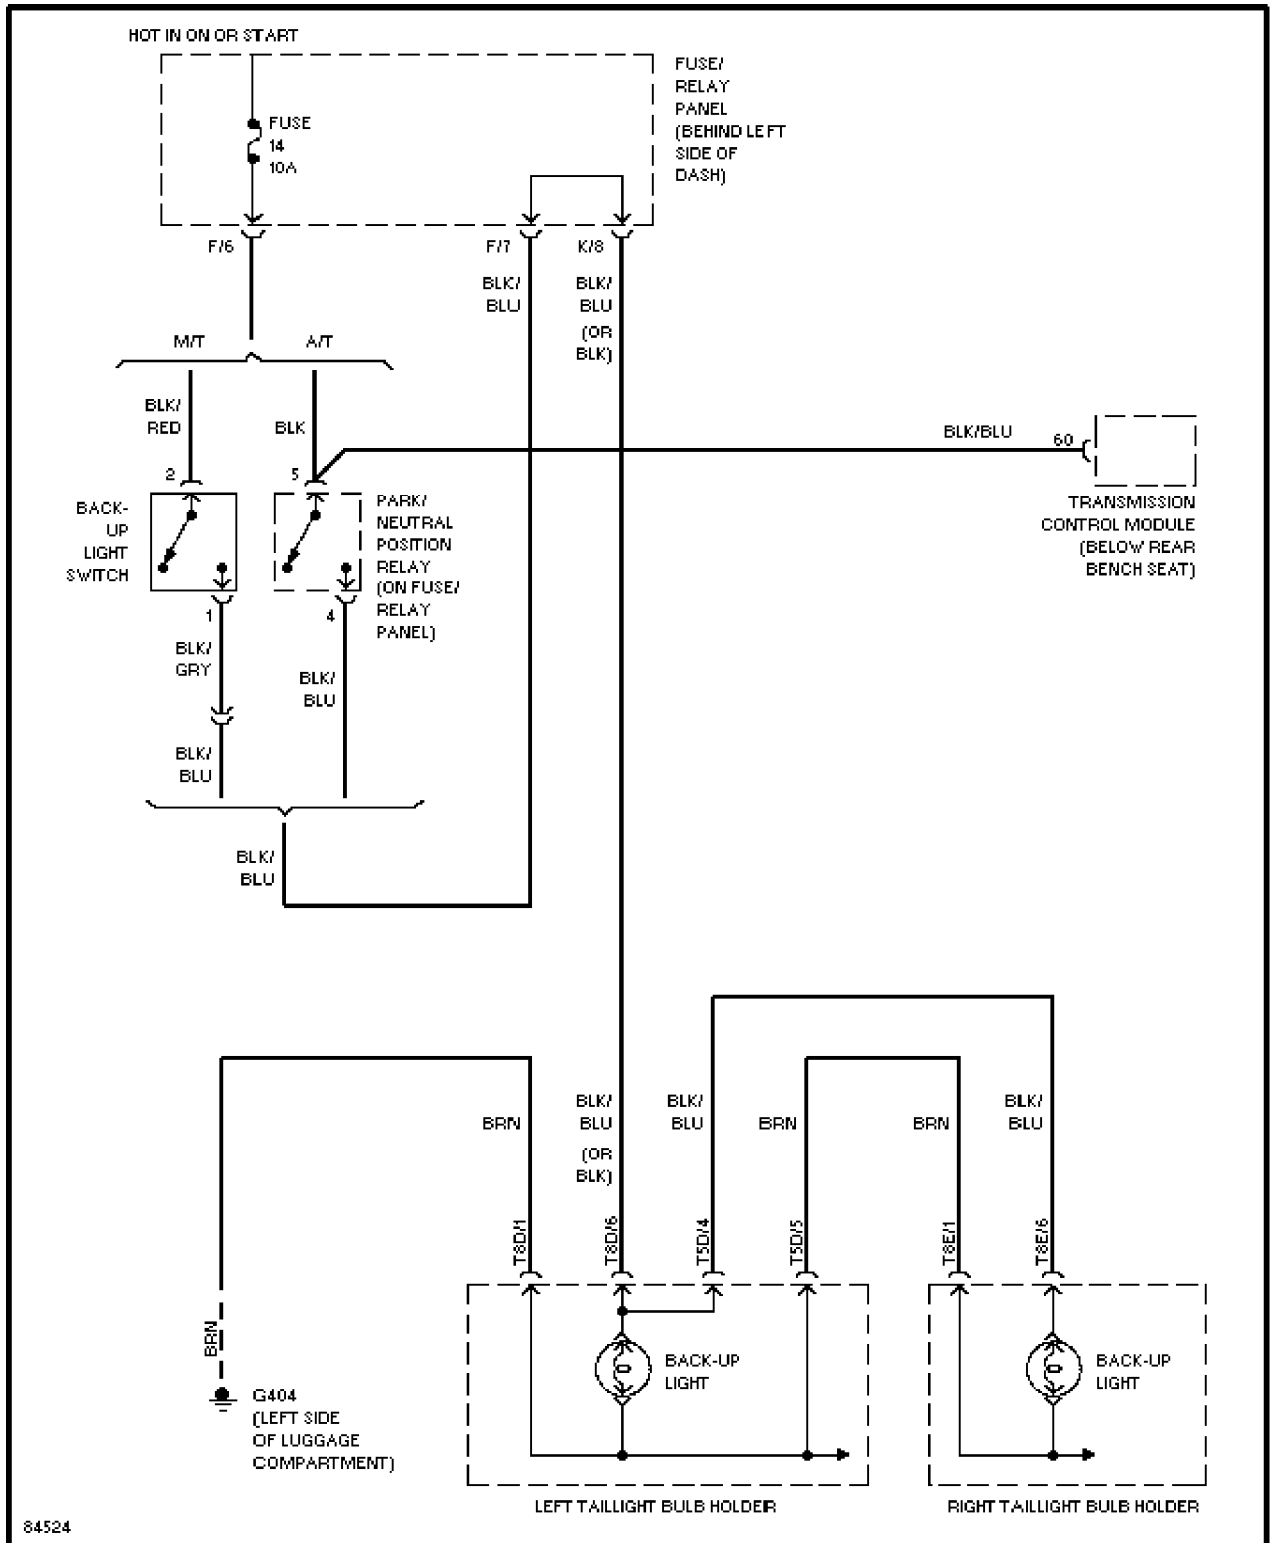 HOT IN ON OR START
FUSE/
RELAY
PANEL
(BEHIND LEFT
SIDE OF
DASH)
FUSE
14
10A
F/6
F/7
K/8
BLK/
BLU
BLK/
BLU
(OR
BLK)
M/T
A/T
BLK/
RED
BLK
BLK/BLU
60
2
5
BACK-
UP
LIGHT
SWITCH
PARK/
NEUTRAL
POSITION
RELAY
(ON FUSE/
RELAY
PANEL)
TRANSMISSION
CONTROL MODULE
(BELOW REAR
BENCH SEAT)
1
4
BLK/
GRY
BLK/
BLU
BLK/
BLU
BLK/
BLU
BRN
BLK/
BLU
(OR
BLK)
BLK/
BLU
BRN
BRN
BLK/
BLU
T8D/1
T8D/6
T5D/4
T5D/5
T8E/1
T8E/6
BRN
G404
(LEFT SIDE
OF LUGGAGE
COMPARTMENT)
BACK-UP
LIGHT
BACK-UP
LIGHT
LEFT TAILLIGHT BULB HOLDER
RIGHT TAILLIGHT BULB HOLDER
84524